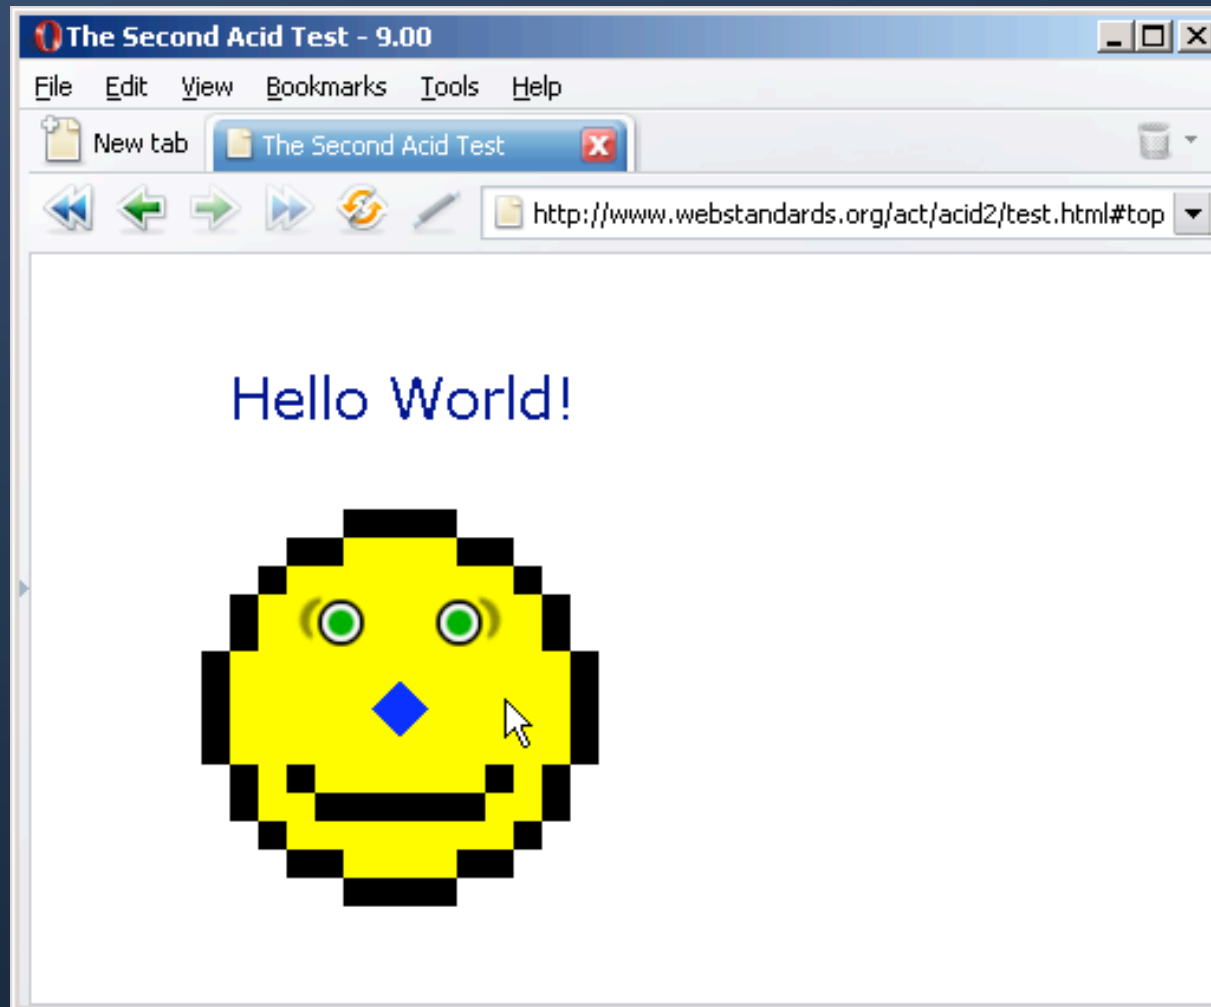 The Second Acid Test - 9.00
File Edit View Bookmarks Tools Help
New tab The Second Acid Test
http://www.webstandards.org/act/acid2/test.html#top
Hello World!